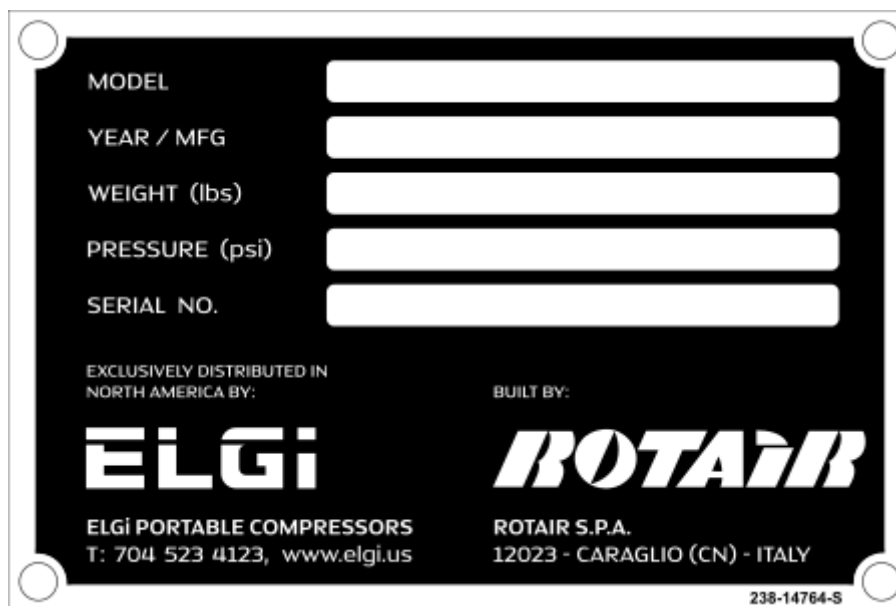 MODEL
YEAR / MFG
WEIGHT (lbs)
PRESSURE (psi)
SERIAL NO.
EXCLUSIVELY DISTRIBUTED IN
NORTH AMERICA BY:
BUILT BY:
ELGi
ROTAiR
ELGi PORTABLE COMPRESSORS
T: 704 523 4123, www.elgi.us
ROTAIR S.P.A.
12023 - CARAGLIO (CN) - ITALY
238-14764-S